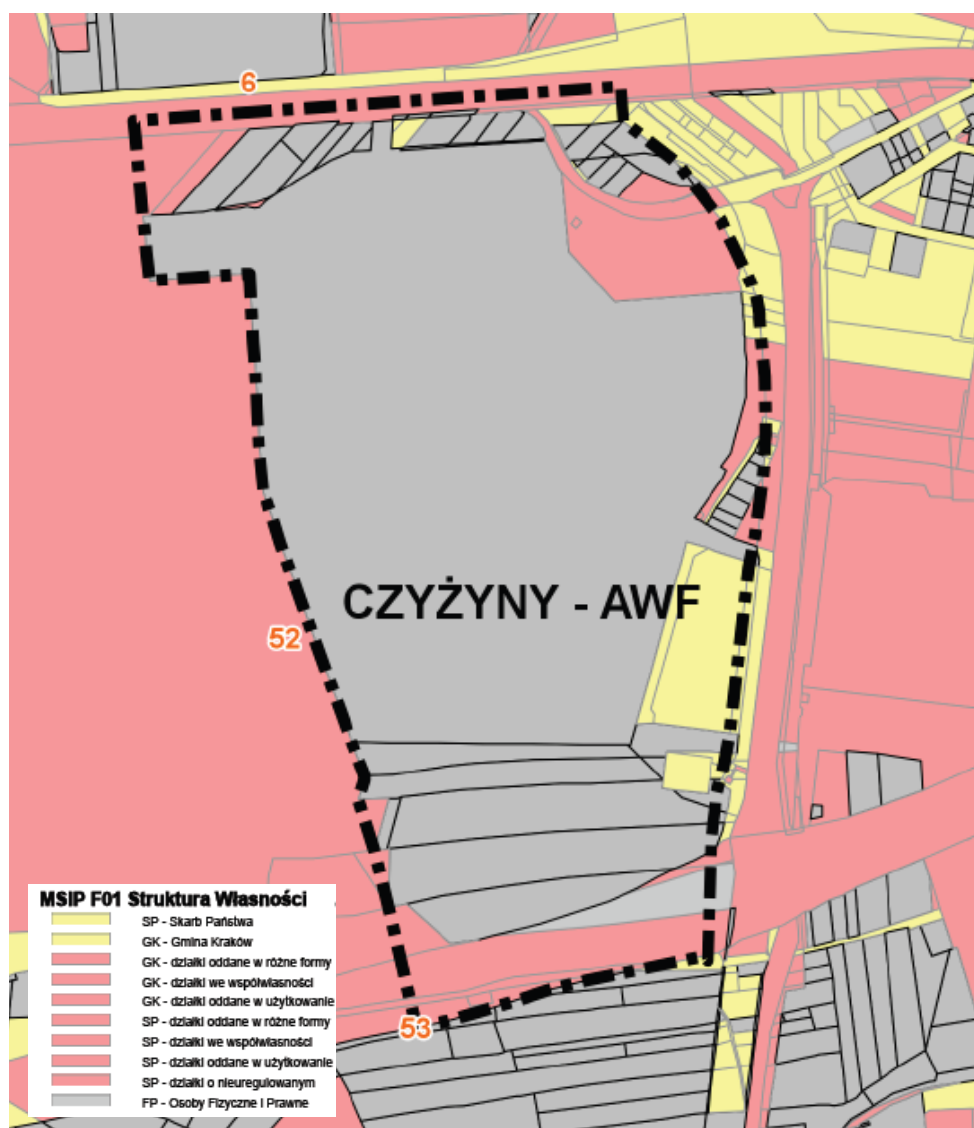 6
CZYŻYNY - AWF
52
53
MSIP F01 Struktura Własności
SP - Skarb Państwa
GK - Gmina Kraków
GK - działki oddane w różne formy
GK - działki we współwłasności
GK - działki oddane w użytkowanie
SP - działki oddane w różne formy
SP - działki we współwłasności
SP - działki oddane w użytkowanie
SP - działki o nieuregulowanym
FP - Osoby Fizyczne i Prawne